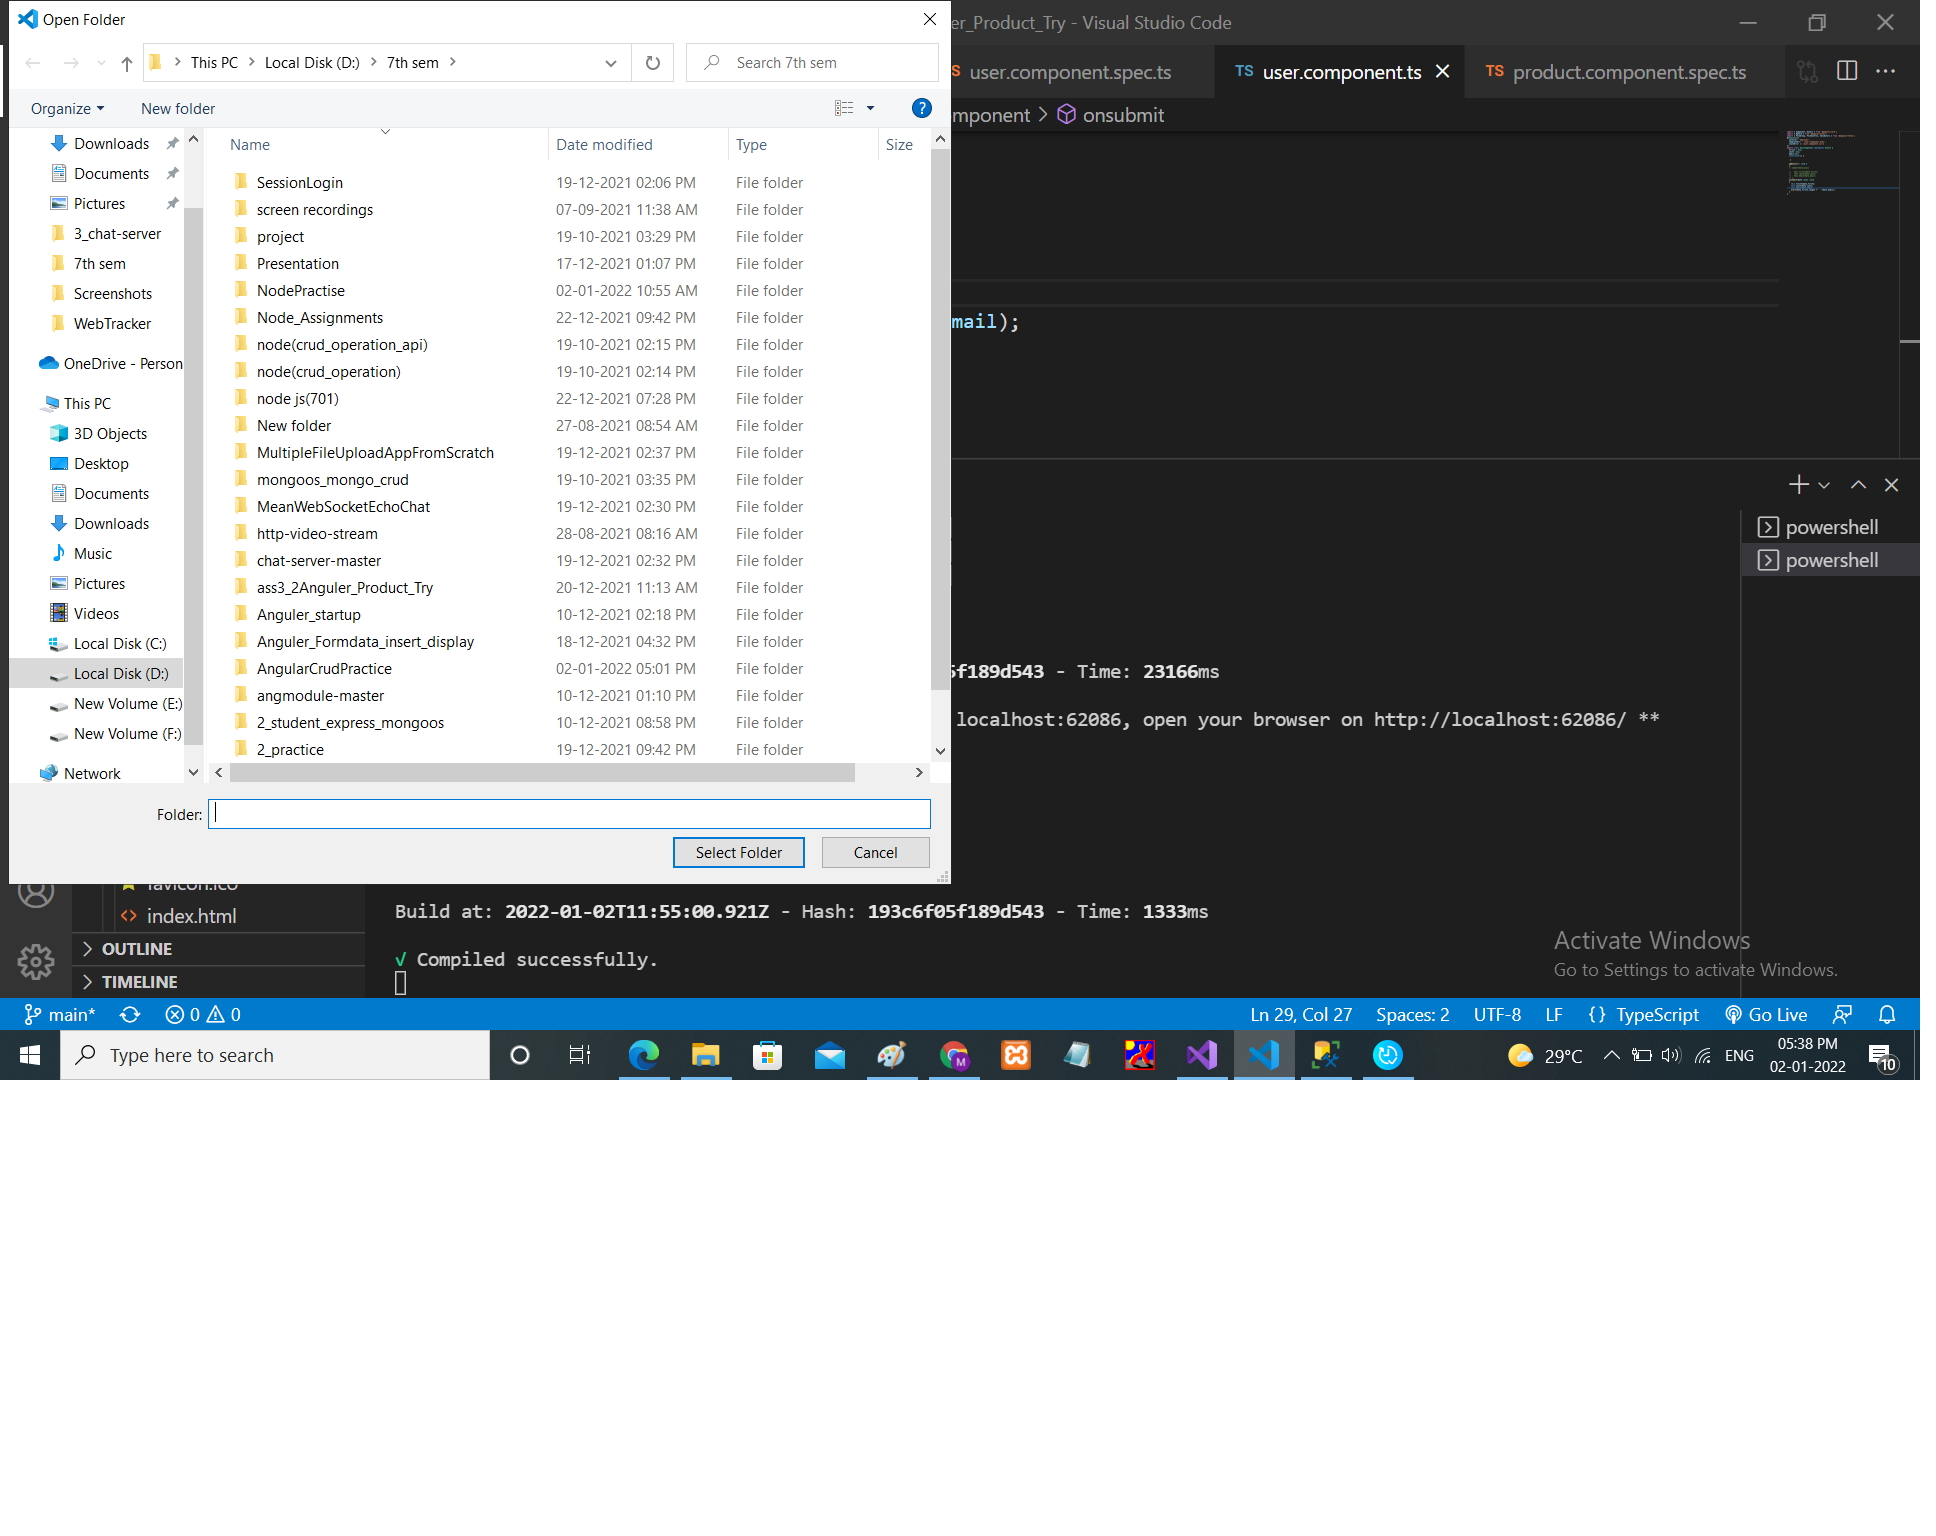 Open Folder
er_Product_Try - Visual Studio Code
This PC
Local Disk (D:)
7th sem
Search 7th sem
user.component.spec.ts
TS user.component.ts
TS product.component.spec.ts
Organize
New folder
mponent > onsubmit
Name
Date modified
Type
Size
Downloads
Documents
Pictures
3_chat-server
7th sem
Screenshots
WebTracker
OneDrive - Person
This PC
3D Objects
Desktop
Documents
Downloads
Music
Pictures
Videos
Local Disk (C:)
Local Disk (D:)
New Volume (E:)
New Volume (F:)
Network
SessionLogin 19-12-2021 02:06 PM File folder
screen recordings 07-09-2021 11:38 AM File folder
project 19-10-2021 03:29 PM File folder
Presentation 17-12-2021 01:07 PM File folder
NodePractise 02-01-2022 10:55 AM File folder
Node_Assignments 22-12-2021 09:42 PM File folder
node(crud_operation_api) 19-10-2021 02:15 PM File folder
node(crud_operation) 19-10-2021 02:14 PM File folder
node js(701) 22-12-2021 07:28 PM File folder
New folder 27-08-2021 08:54 AM File folder
MultipleFileUploadAppFromScratch 19-12-2021 02:37 PM File folder
mongoos_mongo_crud 19-10-2021 03:35 PM File folder
MeanWebSocketEchoChat 19-12-2021 02:30 PM File folder
http-video-stream 28-08-2021 08:16 AM File folder
chat-server-master 19-12-2021 02:32 PM File folder
ass3_2Anguler_Product_Try 20-12-2021 11:13 AM File folder
Anguler_startup 10-12-2021 02:18 PM File folder
Anguler_Formdata_insert_display 18-12-2021 04:32 PM File folder
AngularCrudPractice 02-01-2022 05:01 PM File folder
angmodule-master 10-12-2021 01:10 PM File folder
2_student_express_mongoos 10-12-2021 08:58 PM File folder
2_practice 19-12-2021 09:42 PM File folder
Folder:
Select Folder
Cancel
mail);
powershell
powershell
5f189d543 - Time: 23166ms
localhost:62086, open your browser on http://localhost:62086/ **
favicon.ico
index.html
OUTLINE
TIMELINE
Build at: 2022-01-02T11:55:00.921Z - Hash: 193c6f05f189d543 - Time: 1333ms
√ Compiled successfully.
Activate Windows
Go to Settings to activate Windows.
main*
0
0
Ln 29, Col 27
Spaces: 2
UTF-8
LF
{ } TypeScript
Go Live
Type here to search
M
29°C
ENG
05:38 PM
02-01-2022
10